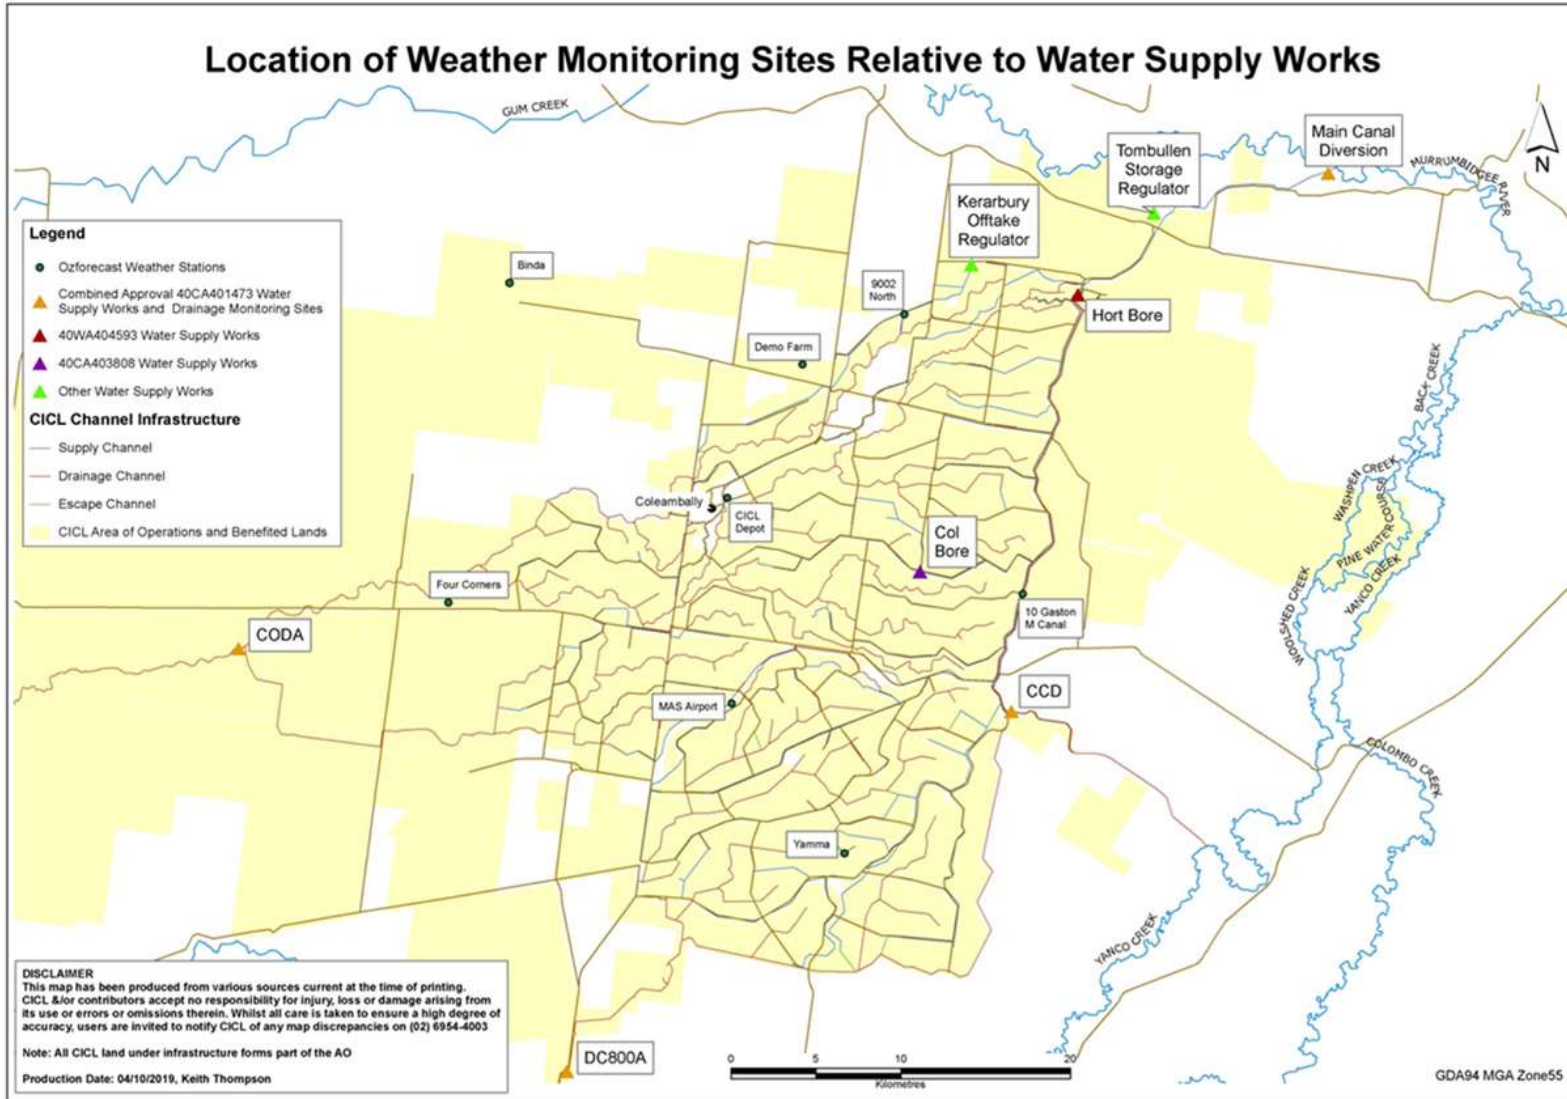 Location of Weather Monitoring Sites Relative to Water Supply Works
GUM CREEK
Main Canal
Diversion
Tombullen
Storage
Regulator
MURRUMBIDGEE RIVER
N
Kerarbury
Offtake
Regulator
Legend
Ozforecast Weather Stations
Combined Approval 40CA401473 Water
Supply Works and Drainage Monitoring Sites
40WA404593 Water Supply Works
40CA403808 Water Supply Works
Other Water Supply Works
CICL Channel Infrastructure
Supply Channel
Drainage Channel
Escape Channel
CICL Area of Operations and Benefited Lands
Binda
9002
North
Hort Bore
Demo Farm
BACK CREEK
WASHPEN CREEK
PINE WATERCOURSE
YANCO CREEK
WOOLSHED CREEK
Coleambally
CICL
Depot
Col
Bore
Four Corners
10 Gaston
M Canal
CODA
CCD
MAS Airport
COLOMBO CREEK
Yamma
YANCO CREEK
DISCLAIMER
This map has been produced from various sources current at the time of printing.
CICL &/or contributors accept no responsibility for injury, loss or damage arising from
its use or errors or omissions therein. Whilst all care is taken to ensure a high degree of
accuracy, users are invited to notify CICL of any map discrepancies on (02) 6954-4003
Note: All CICL land under infrastructure forms part of the AO
Production Date: 04/10/2019, Keith Thompson
DC800A
0 5 10 20
Kilometres
GDA94 MGA Zone55